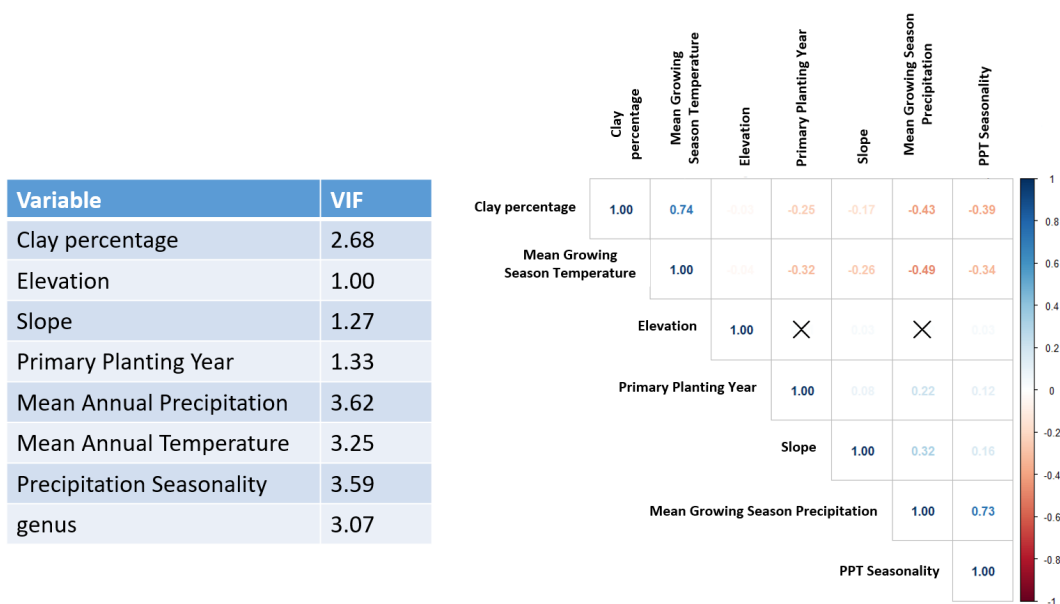 Variable VIF
Clay percentage 2.68
Elevation 1.00
Slope 1.27
Primary Planting Year 1.33
Mean Annual Precipitation 3.62
Mean Annual Temperature 3.25
Precipitation Seasonality 3.59
genus 3.07
Clay
percentage
Mean Growing
Season Temperature
Elevation
Primary Planting Year
Slope
Mean Growing Season
Precipitation
PPT Seasonality
Clay percentage 1.00 0.74 -0.25 -0.17 -0.43 -0.39
Mean Growing
Season Temperature 1.00 -0.04 -0.32 -0.26 -0.49 -0.34
Elevation 1.00 0.03
Primary Planting Year 1.00 0.08 0.22 0.12
Slope 1.00 0.32 0.16
Mean Growing Season Precipitation 1.00 0.73
PPT Seasonality 1.00
1
0.8
0.6
0.4
0.2
0
-0.2
-0.4
-0.6
-0.8
-1